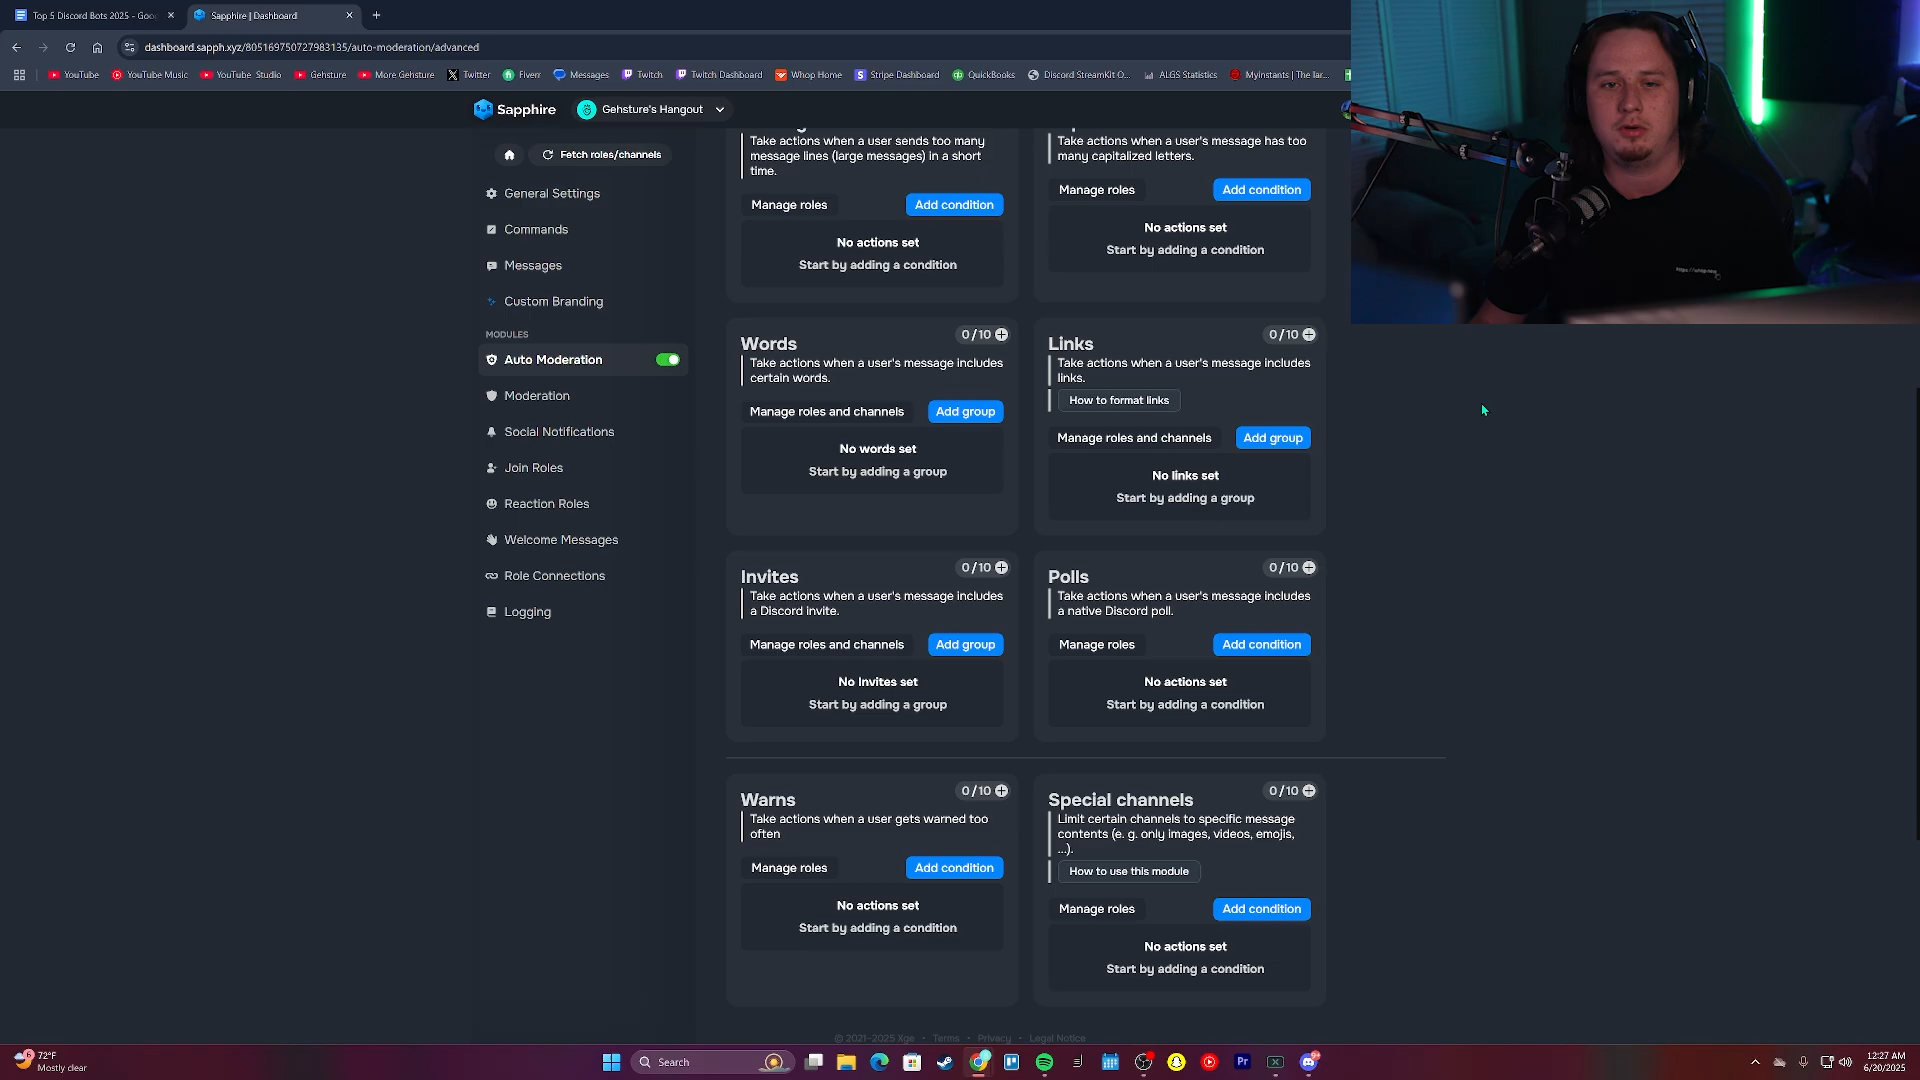 Top 5 Discord Bots 2025 - Goo
Sapphire | Dashboard
dashboard.sapph.xyz/805169750727983135/auto-moderation/advanced
YouTube
YouTube Music
YouTube Studio
Gehsture
More Gehsture
Twitter
Fiverr
Messages
Twitch
Twitch Dashboard
Whop Home
Stripe Dashboard
QuickBooks
Discord StreamKit O...
ALGS Statistics
MyInstants | The lar...
Sapphire
Gehsture's Hangout
Fetch roles/channels
General Settings
Commands
Messages
Custom Branding
MODULES
Auto Moderation
Moderation
Social Notifications
Join Roles
Reaction Roles
Welcome Messages
Role Connections
Logging
Take actions when a user sends too many
message lines (large messages) in a short
time.
Manage roles
Add condition
No actions set
Start by adding a condition
Take actions when a user's message has too
many capitalized letters.
Manage roles
Add condition
No actions set
Start by adding a condition
Words
0/10
Take actions when a user's message includes
certain words.
Manage roles and channels
Add group
No words set
Start by adding a group
Links
0/10
Take actions when a user's message includes
links.
How to format links
Manage roles and channels
Add group
No links set
Start by adding a group
Invites
0/10
Take actions when a user's message includes
a Discord invite.
Manage roles and channels
Add group
No Invites set
Start by adding a group
Polls
0/10
Take actions when a user's message includes
a native Discord poll.
Manage roles
Add condition
No actions set
Start by adding a condition
Warns
0/10
Take actions when a user gets warned too
often
Manage roles
Add condition
No actions set
Start by adding a condition
Special channels
0/10
Limit certain channels to specific message
contents (e. g. only images, videos, emojis,
...).
How to use this module
Manage roles
Add condition
No actions set
Start by adding a condition
© 2021–2025 Xge • Terms • Privacy • Legal Notice
72°F
Mostly clear
Search
12:27 AM
6/20/2025